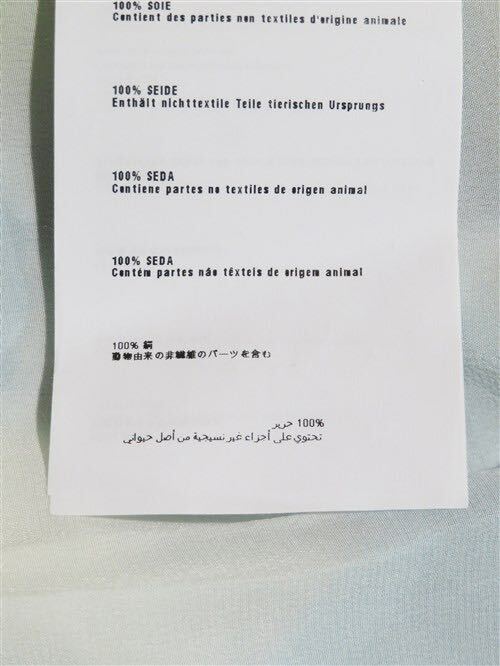 100% SOIE
Contient des parties non textiles d'origine animale
100% SEIDE
Enthält nichttextile Teile tierischen Ursprungs
100% SEDA
Contiene partes no textiles de origen animal
100% SEDA
Contém partes não têxteis de origem animal
100% 絹
動物由来の非繊維のパーツを含む
100% حرير
تحتوي على أجزاء غير نسيجية من أصل حيواني